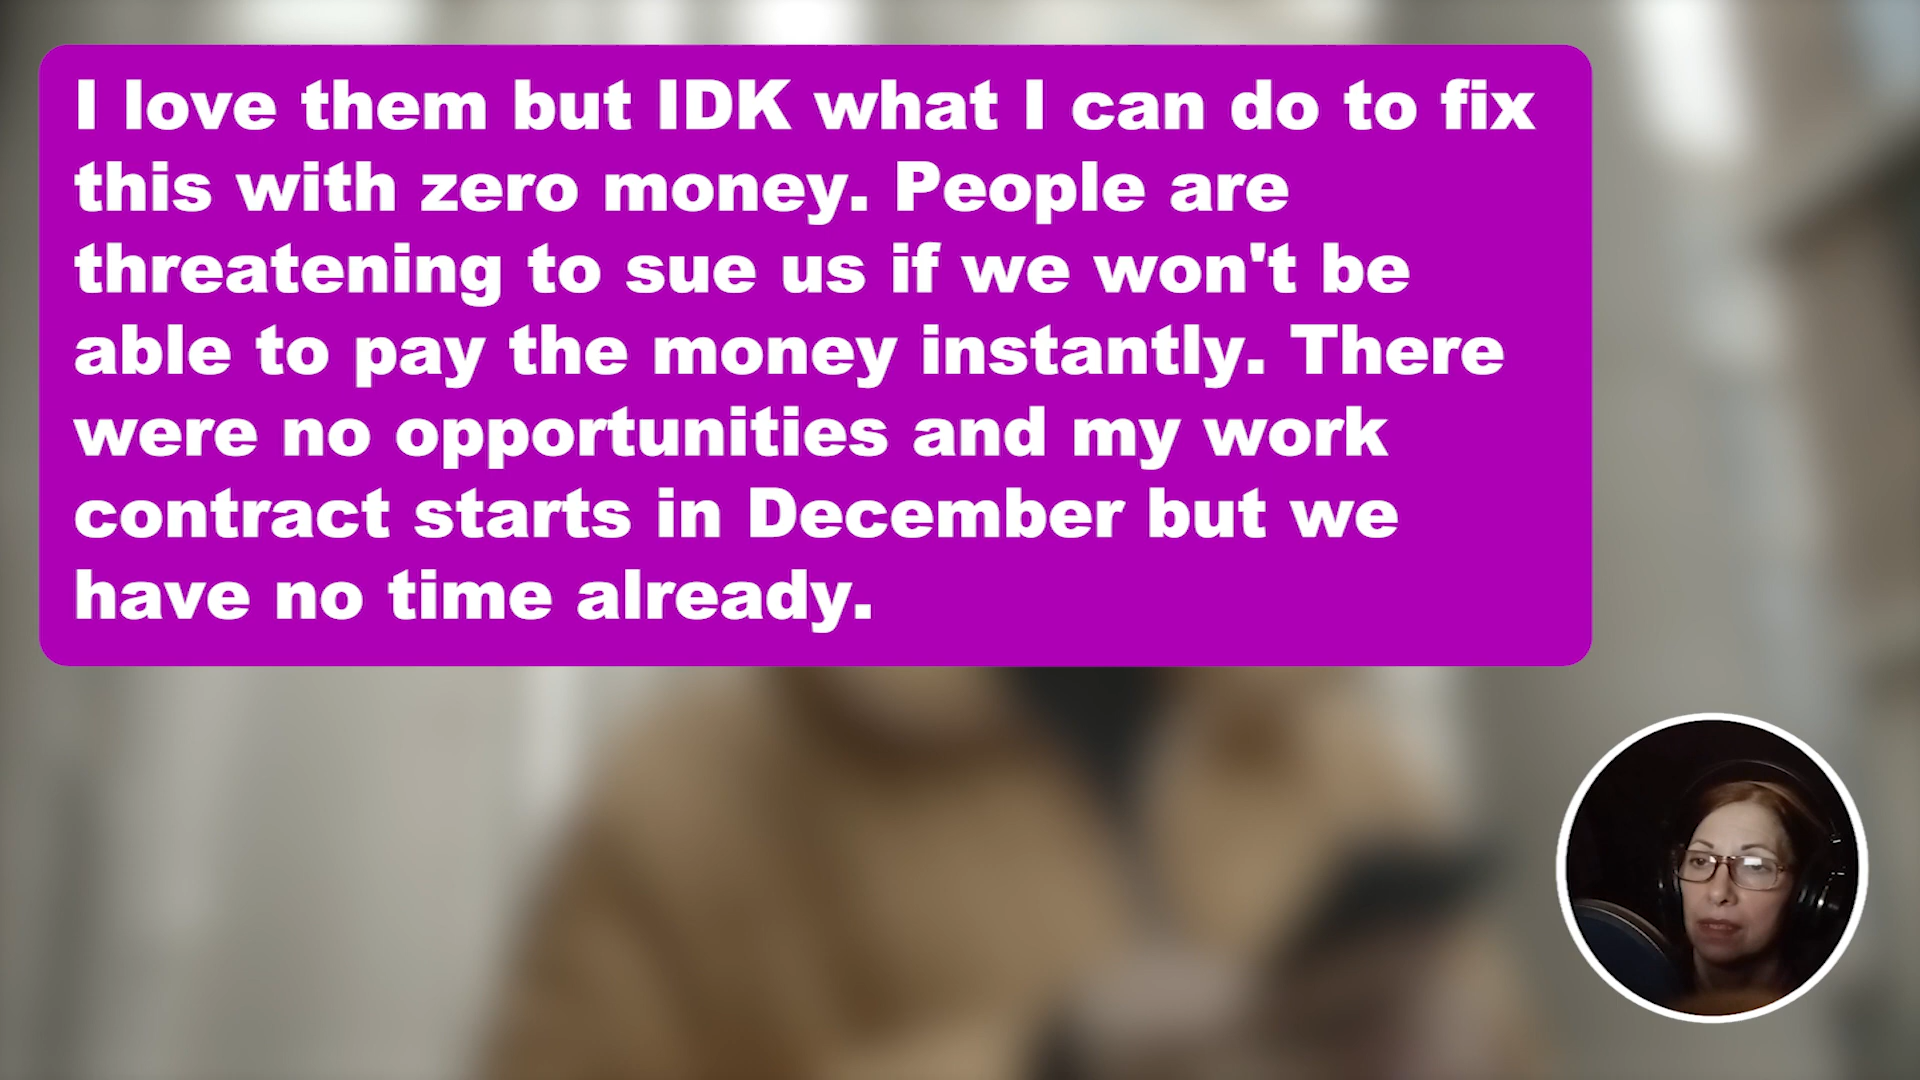 I love them but IDK what I can do to fix
this with zero money. People are
threatening to sue us if we won't be
able to pay the money instantly. There
were no opportunities and my work
contract starts in December but we
have no time already.